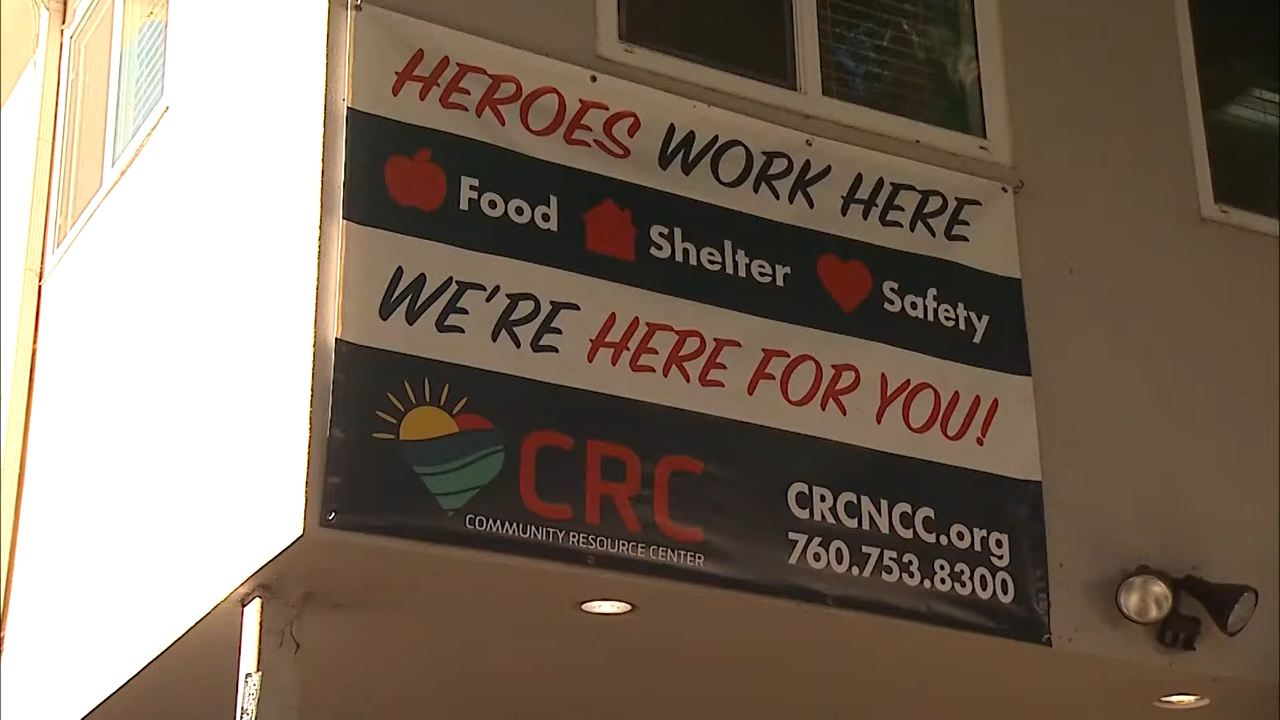 HEROES WORK HERE
Food Shelter Safety
WE'RE HERE FOR YOU!
CRC
COMMUNITY RESOURCE CENTER
CRCNCC.org
760.753.8300